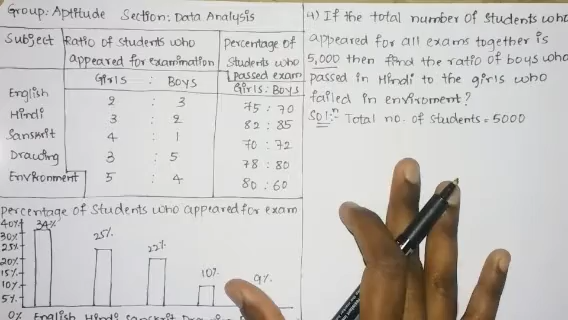 Group: Aptitude Section: Data Analysis
Subject Ratio of Students who appeared for examination percentage of Students who passed exam
Girls : Boys Girls : Boys
English 2 : 3 75 : 70
Hindi 3 : 2 82 : 85
Sanskrit 4 : 1 70 : 72
Drawing 3 : 5 78 : 80
Environment 5 : 4 80 : 60
percentage of Students who appeared for exam
40%
30%
25%
20%
15%
10%
5%
0%
34%
25%
22%
10%
9%
English Hindi Sanskrit
4) If the total number of Students who
appeared for all exams together is
5,000 then find the ratio of boys who
passed in Hindi to the girls who
failed in enviroment?
Solⁿ:- Total no. of students = 5000